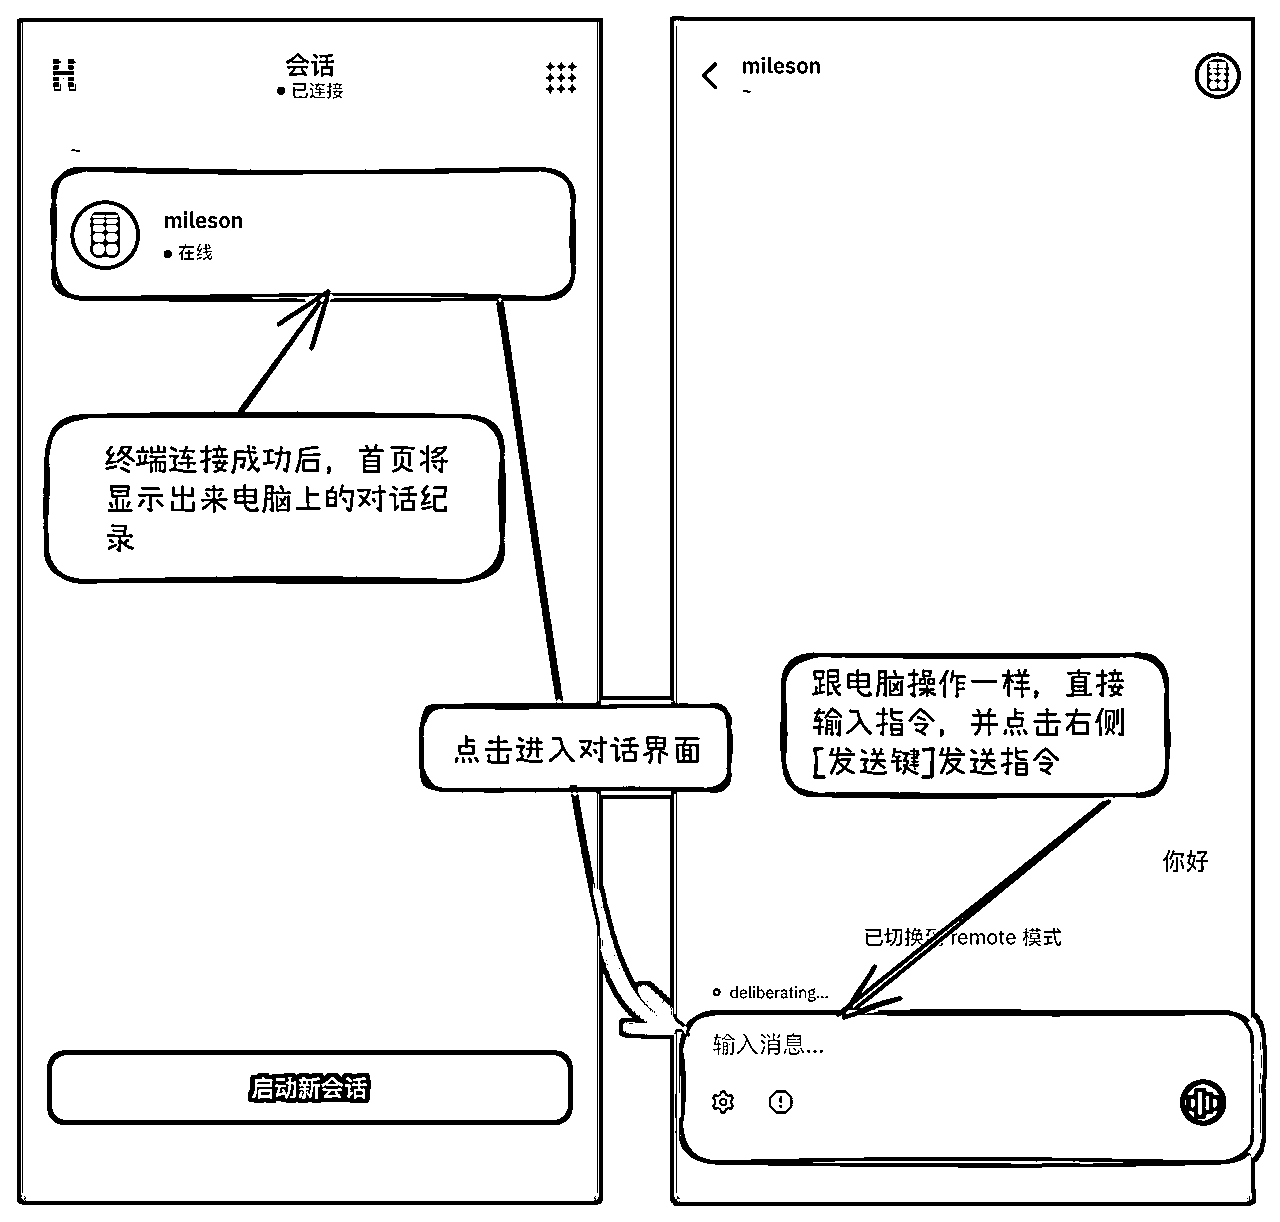 会话
已连接
~
mileson
在线
终端连接成功后，首页将
显示出来电脑上的对话纪
录
点击进入对话界面
启动新会话
mileson
~
跟电脑操作一样，直接
输入指令，并点击右侧
[发送键]发送指令
你好
已切换到 remote 模式
deliberating...
输入消息...